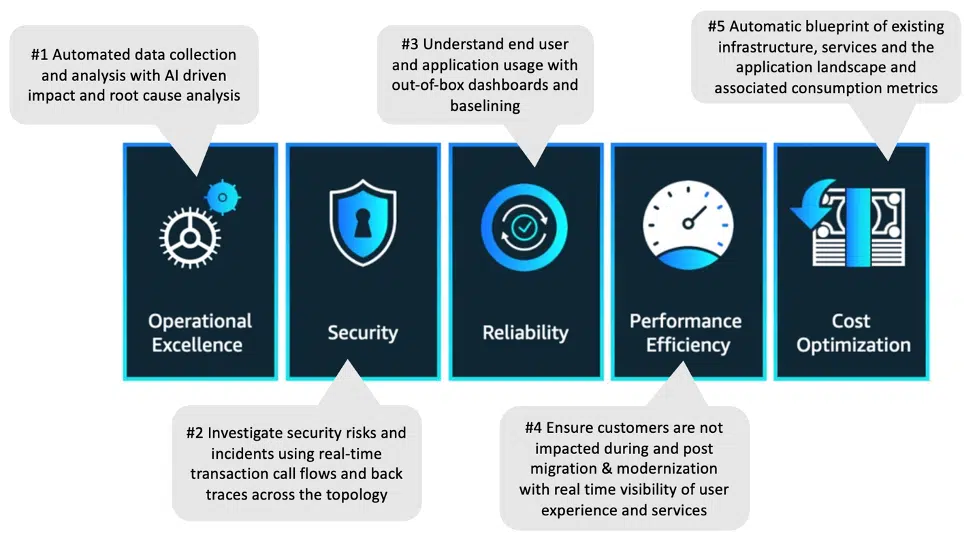 #1 Automated data collection
and analysis with AI driven
impact and root cause analysis
#3 Understand end user
and application usage with
out-of-box dashboards and
baselining
#5 Automatic blueprint of existing
infrastructure, services and the
application landscape and
associated consumption metrics
Operational
Excellence
Security
Reliability
Performance
Efficiency
Cost
Optimization
#2 Investigate security risks and
incidents using real-time
transaction call flows and back
traces across the topology
#4 Ensure customers are not
impacted during and post
migration & modernization
with real time visibility of user
experience and services